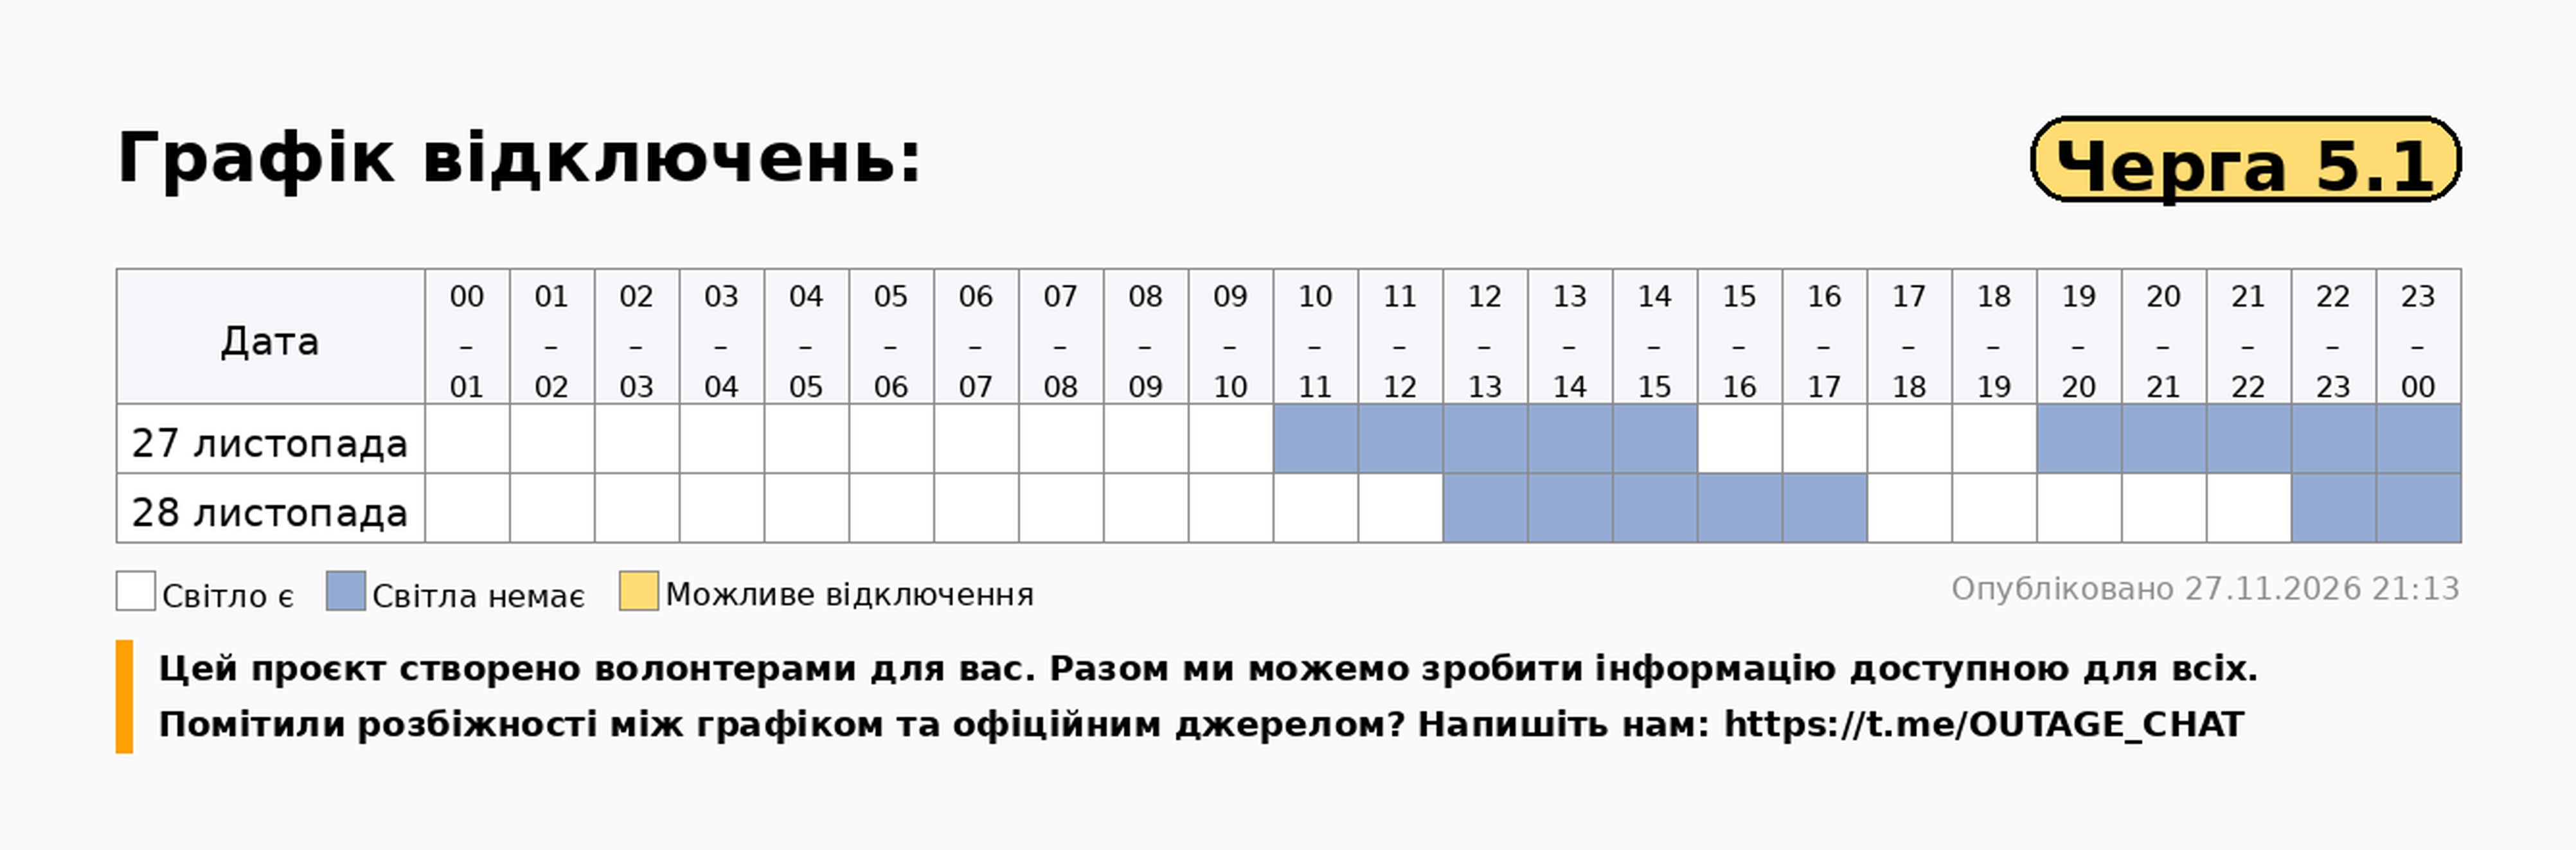 Графік відключень:
Черга 5.1
Дата 00–01 01–02 02–03 03–04 04–05 05–06 06–07 07–08 08–09 09–10 10–11 11–12 12–13 13–14 14–15 15–16 16–17 17–18 18–19 19–20 20–21 21–22 22–23 23–00
27 листопада
28 листопада
Світло є Світла немає Можливе відключення
Опубліковано 27.11.2026 21:13
Цей проєкт створено волонтерами для вас. Разом ми можемо зробити інформацію доступною для всіх.
Помітили розбіжності між графіком та офіційним джерелом? Напишіть нам: https://t.me/OUTAGE_CHAT